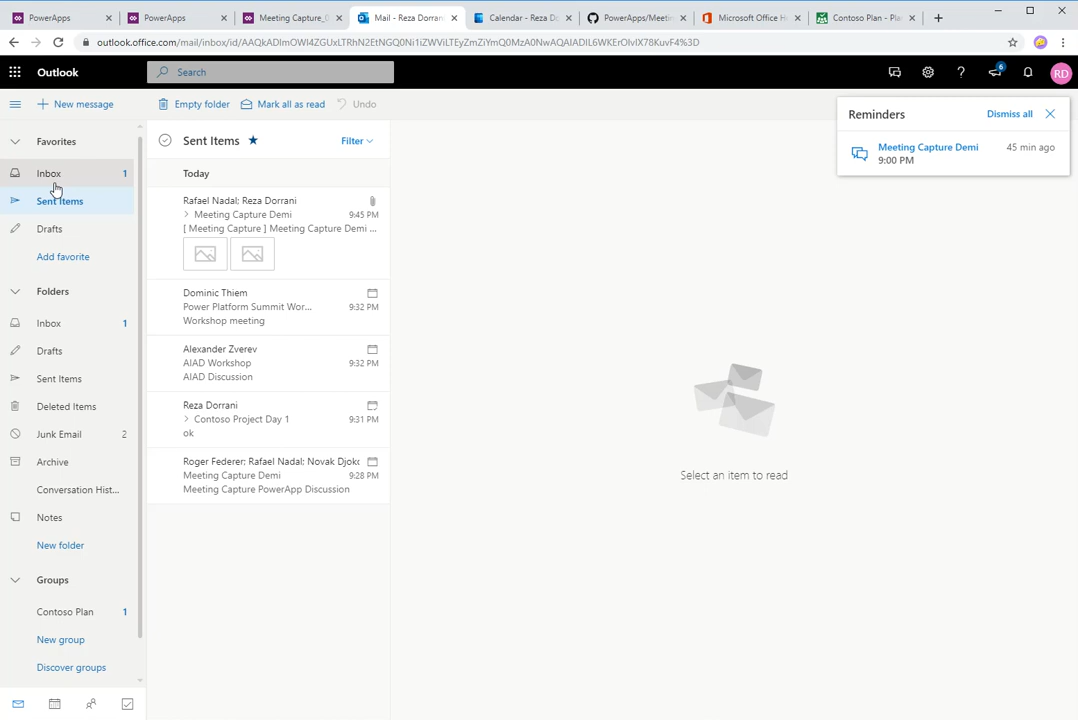 PowerApps
PowerApps
Meeting Capture_0
Mail - Reza Dorrani
Calendar - Reza Do
PowerApps/Meetin
Microsoft Office H
Contoso Plan - Pla
outlook.office.com/mail/inbox/id/AAQkADlmOWI4ZGUxLTRhN2EtNGQ0Ni1iZWViLTEyZmZiYmQ0MzA0NwAQAIADIL6WKErOIvIX78KuvF4%3D
Outlook
Search
6
RD
New message
Empty folder
Mark all as read
Undo
Reminders
Dismiss all
Meeting Capture Demi
45 min ago
9:00 PM
Favorites
Inbox 1
Sent Items
Drafts
Add favorite
Folders
Inbox 1
Drafts
Sent Items
Deleted Items
Junk Email 2
Archive
Conversation Hist...
Notes
New folder
Groups
Contoso Plan 1
New group
Discover groups
Sent Items
Filter
Today
Rafael Nadal; Reza Dorrani
> Meeting Capture Demi 9:45 PM
[ Meeting Capture ] Meeting Capture Demi ...
Dominic Thiem
Power Platform Summit Wor... 9:32 PM
Workshop meeting
Alexander Zverev
AIAD Workshop 9:32 PM
AIAD Discussion
Reza Dorrani
> Contoso Project Day 1 9:31 PM
ok
Roger Federer; Rafael Nadal; Novak Djoko
Meeting Capture Demi 9:28 PM
Meeting Capture PowerApp Discussion
Select an item to read